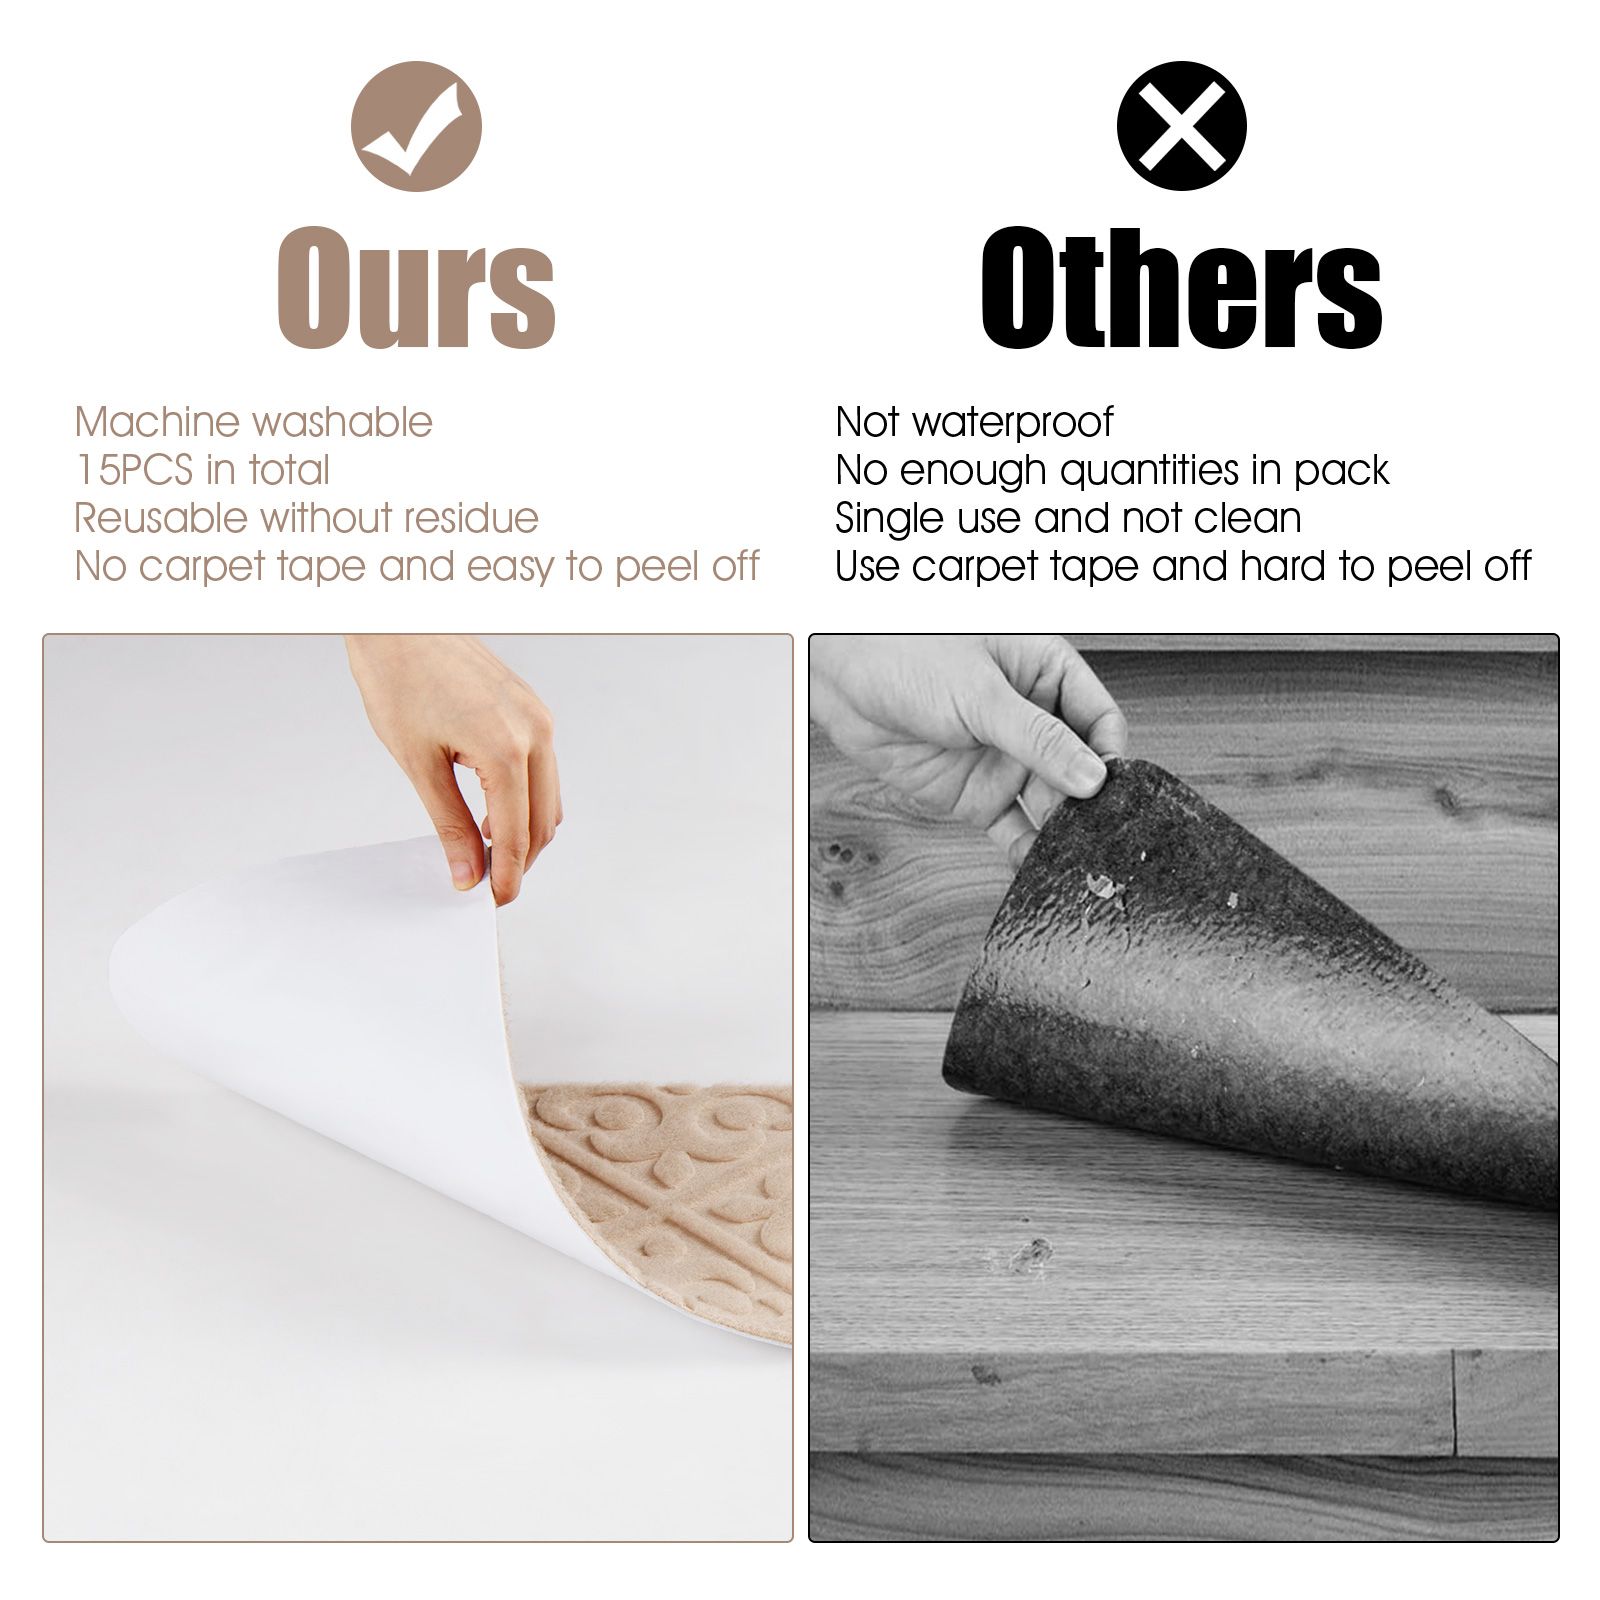 Ours
Machine washable
15PCS in total
Reusable without residue
No carpet tape and easy to peel off
Others
Not waterproof
No enough quantities in pack
Single use and not clean
Use carpet tape and hard to peel off